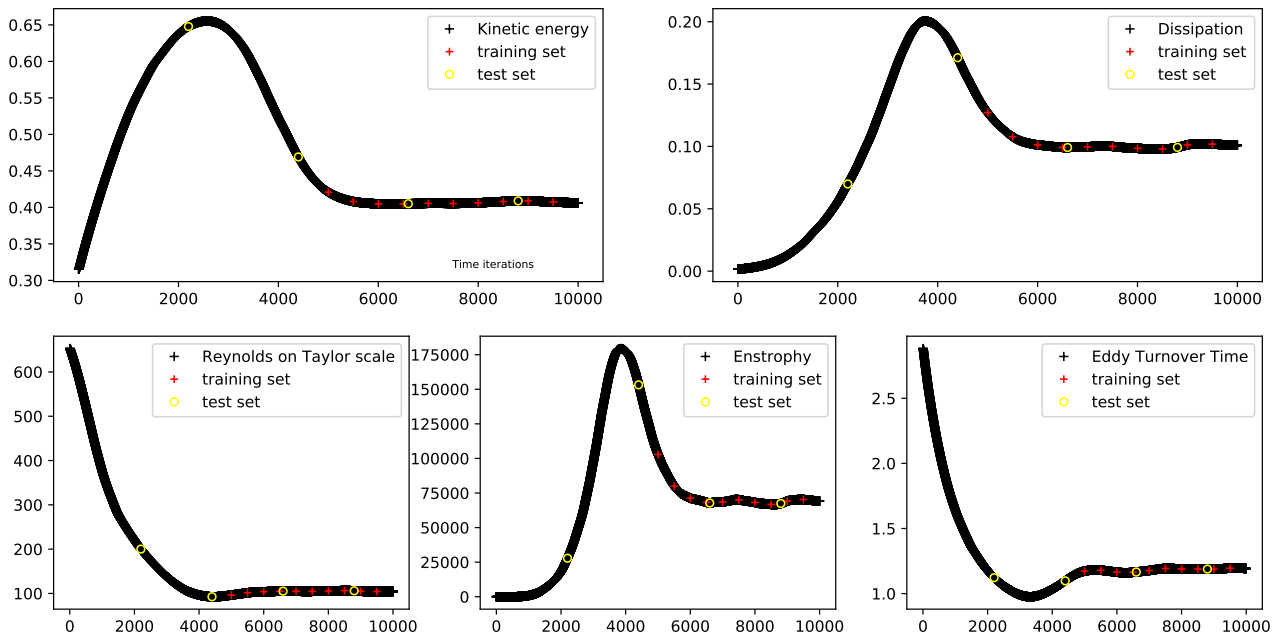 Kinetic energy
training set
test set
0.65
0.60
0.55
0.50
0.45
0.40
0.35
0.30
Time iterations
0 2000 4000 6000 8000 10000
Dissipation
training set
test set
0.20
0.15
0.10
0.05
0.00
0 2000 4000 6000 8000 10000
Reynolds on Taylor scale
training set
test set
600
500
400
300
200
100
0 2000 4000 6000 8000 10000
Enstrophy
training set
test set
175000
150000
125000
100000
75000
50000
25000
0
0 2000 4000 6000 8000 10000
Eddy Turnover Time
training set
test set
2.5
2.0
1.5
1.0
0 2000 4000 6000 8000 10000